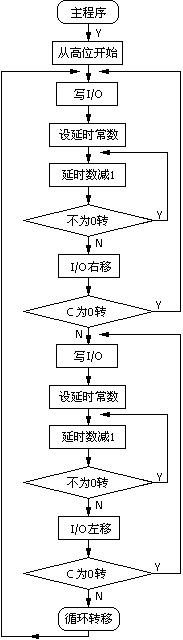 主程序
Y
从高位开始
写I/O
设延时常数
延时数减1
Y
不为0转
N
I/O右移
C为0转
Y
N
写I/O
设延时常数
延时数减1
不为0转
Y
N
I/O左移
Y
C为0转
N
循环转移